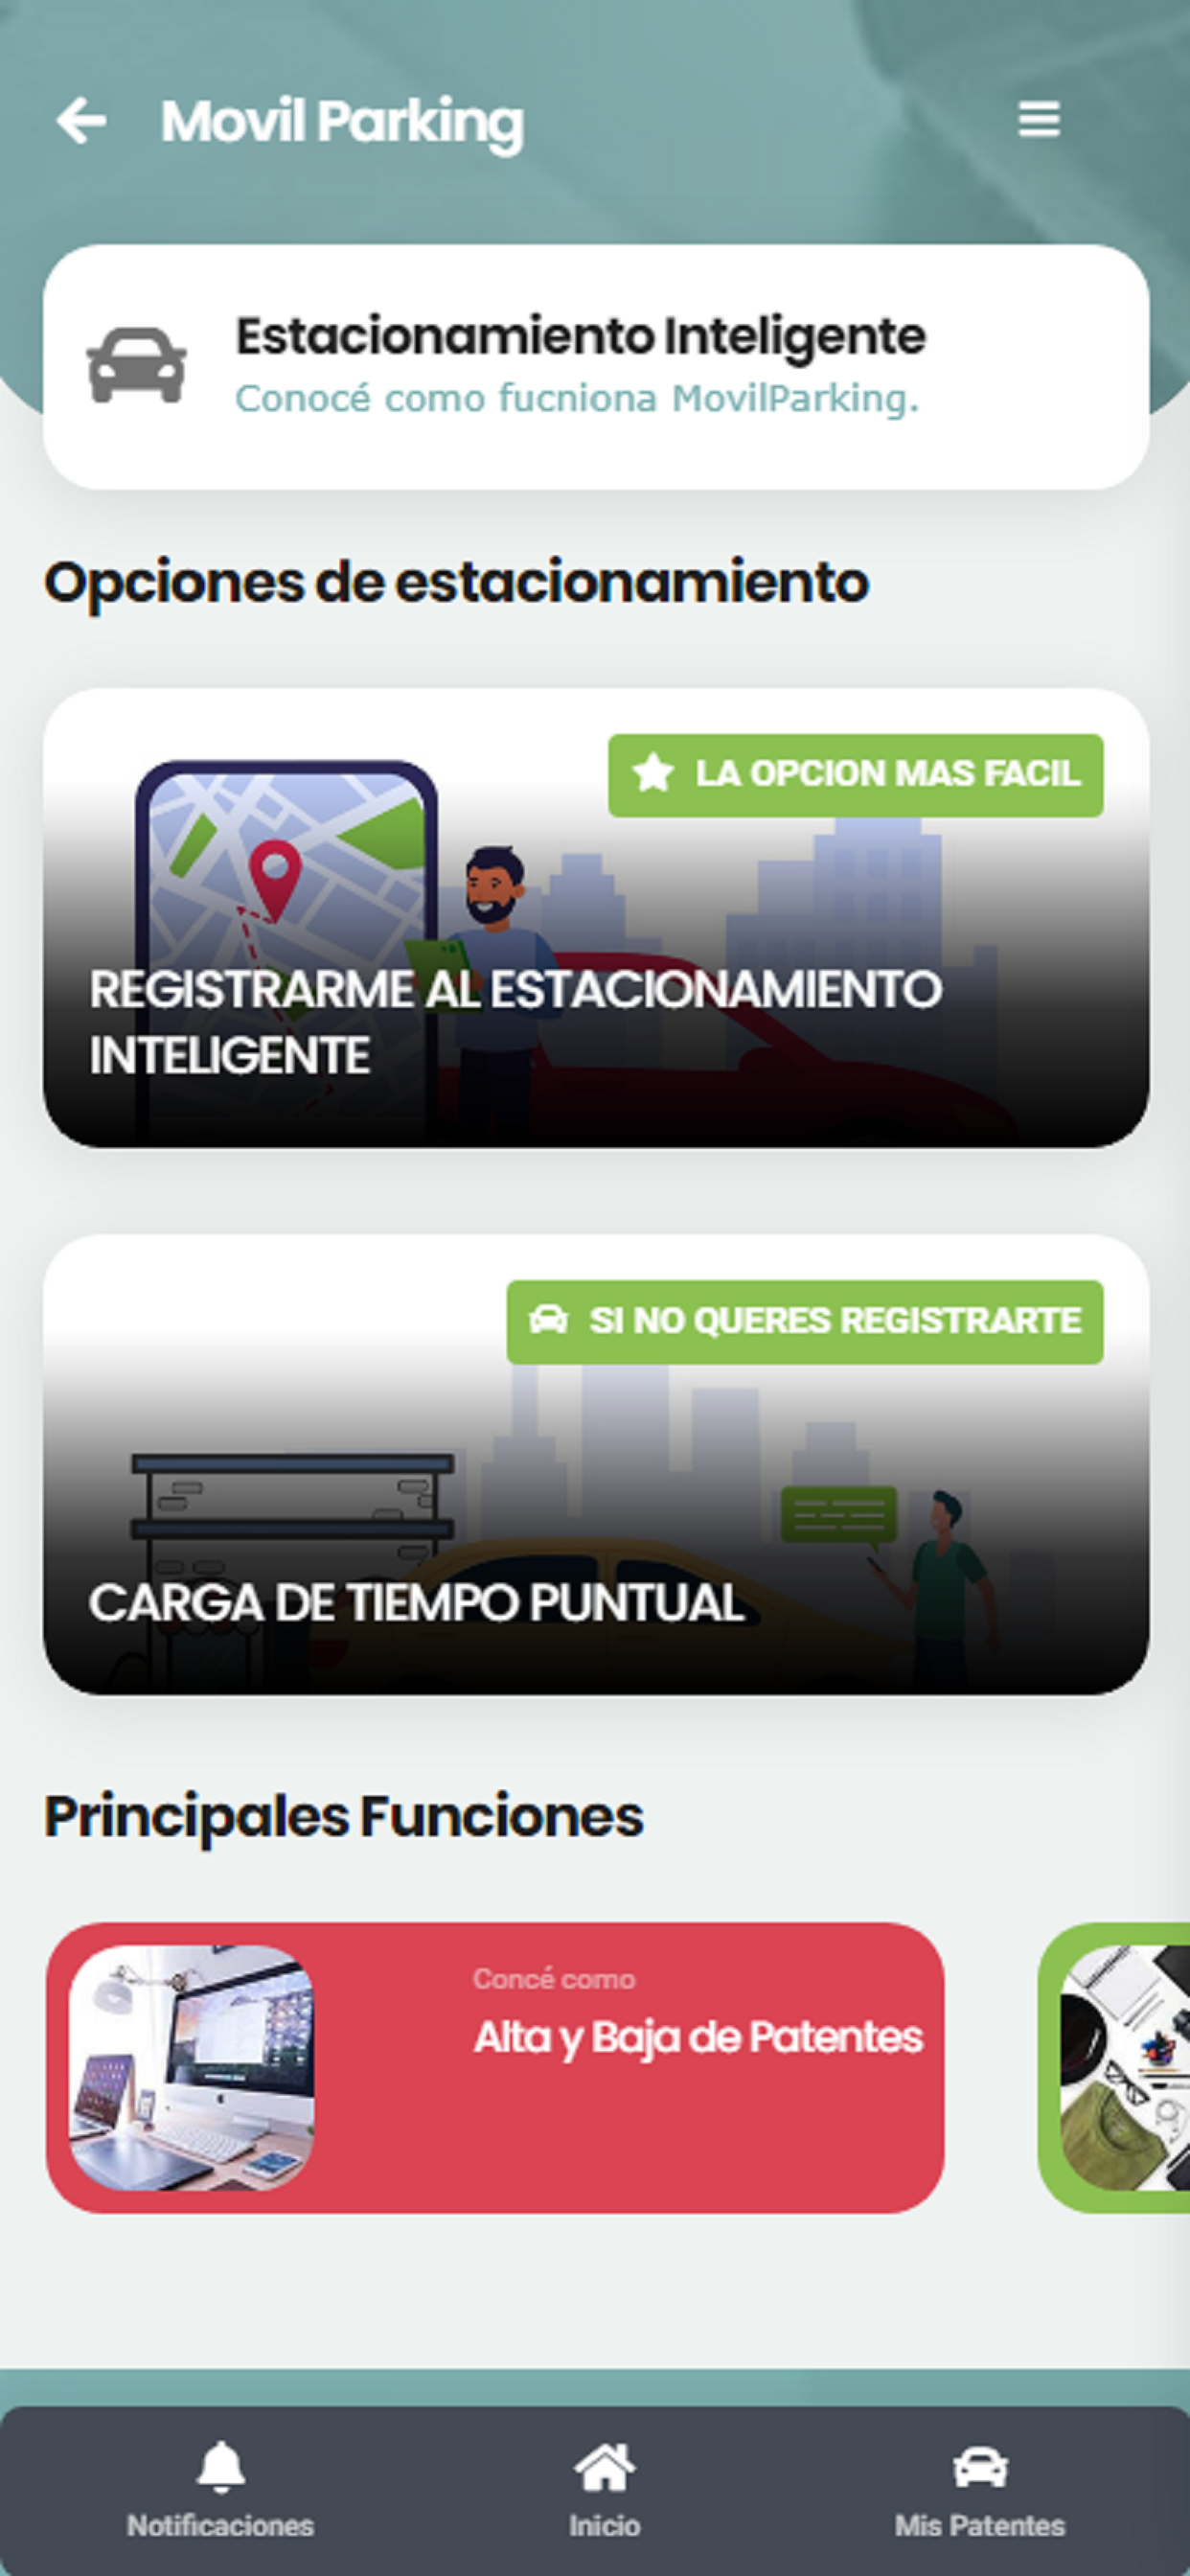 Movil Parking
Estacionamiento Inteligente
Conocé como fucniona MovilParking.
Opciones de estacionamiento
LA OPCION MAS FACIL
REGISTRARME AL ESTACIONAMIENTO
INTELIGENTE
SI NO QUERES REGISTRARTE
CARGA DE TIEMPO PUNTUAL
Principales Funciones
Concé como
Alta y Baja de Patentes
Notificaciones
Inicio
Mis Patentes